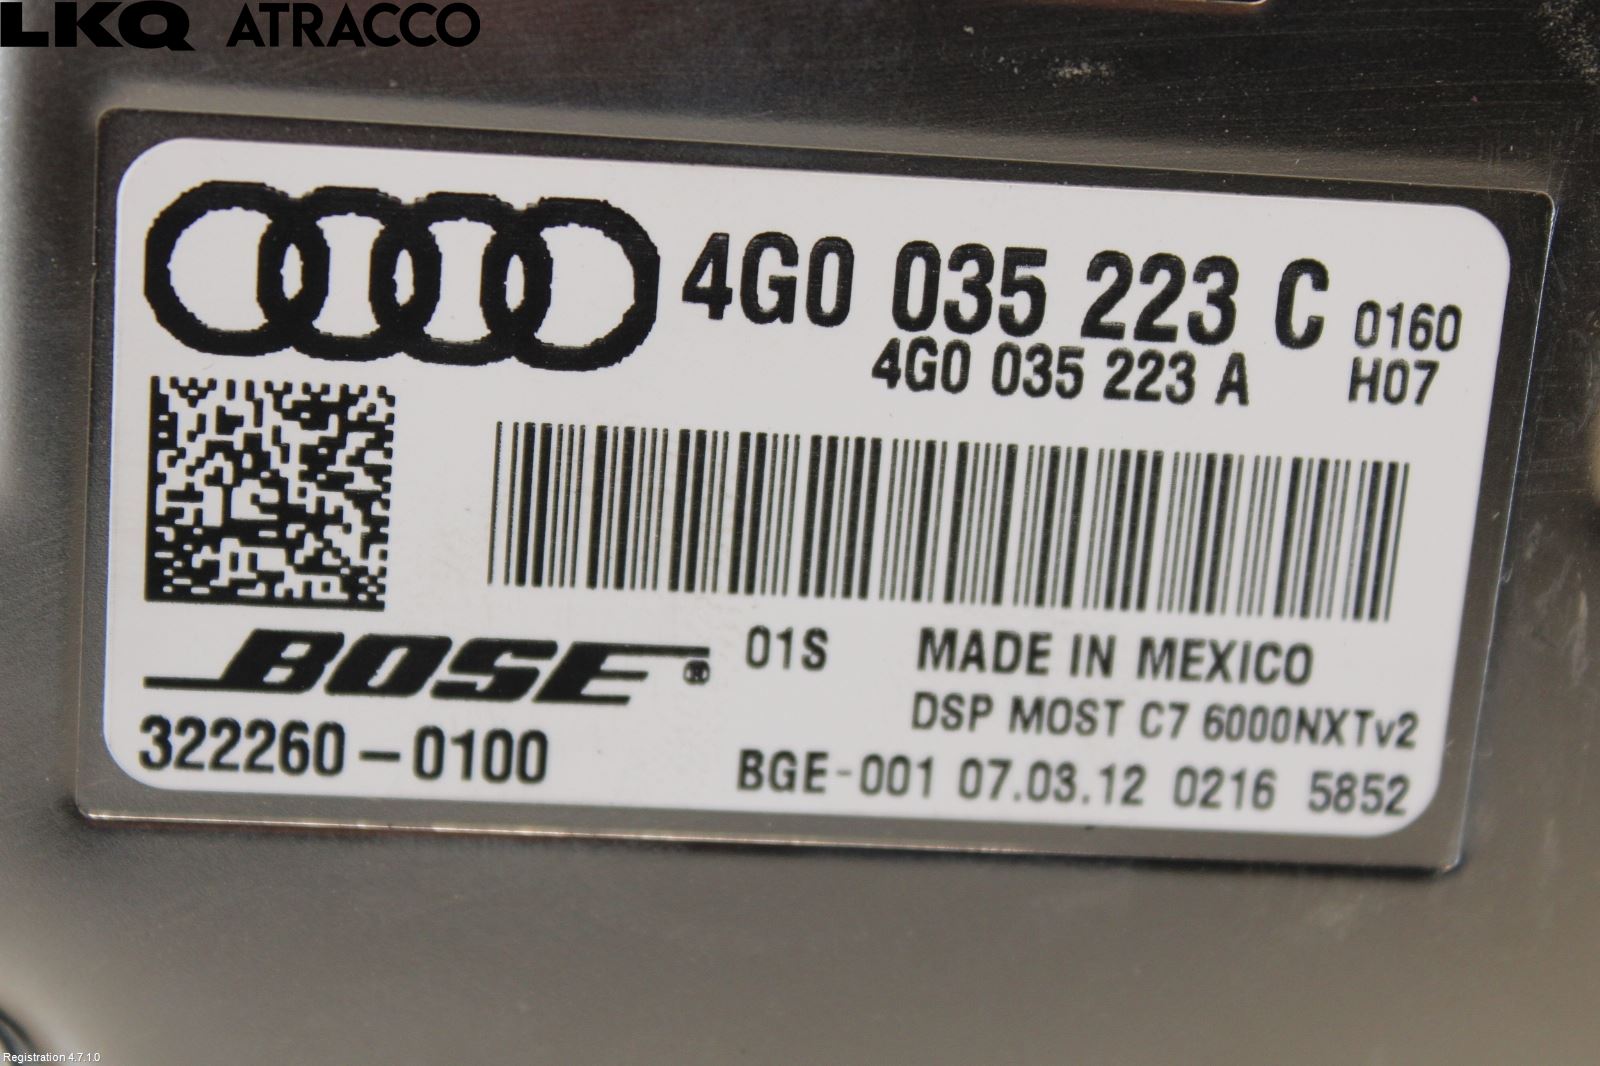 LKQ ATRACCO
4G0 035 223 C 0160
4G0 035 223 A H07
BOSE® 01S MADE IN MEXICO
DSP MOST C7 6000NXTv2
322260-0100
BGE-001 07.03.12 0216 5852
Registration 4.7.1.0